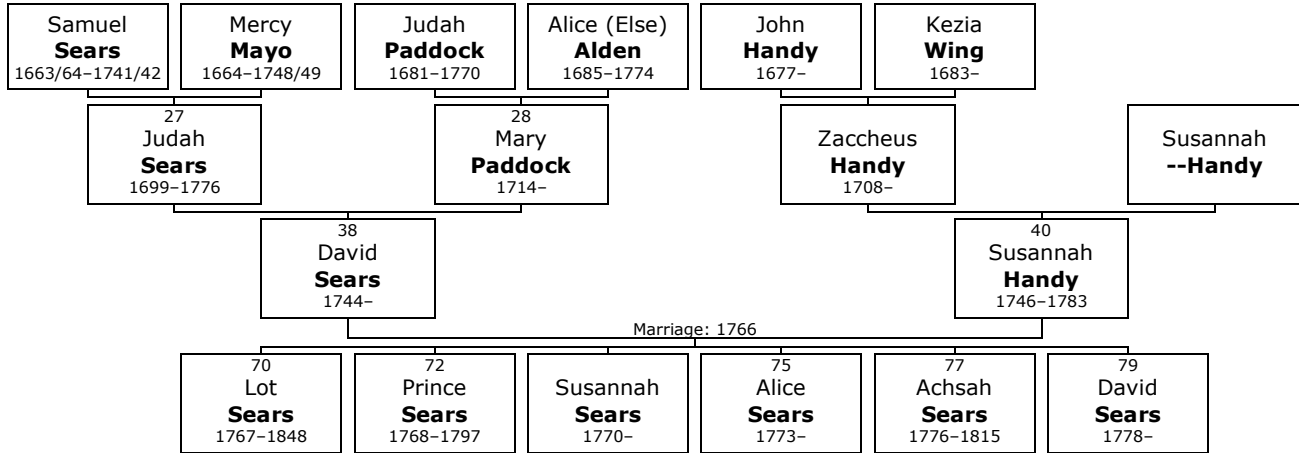 Samuel
Sears
1663/64–1741/42
Mercy
Mayo
1664–1748/49
Judah
Paddock
1681–1770
Alice (Else)
Alden
1685–1774
John
Handy
1677–
Kezia
Wing
1683–
27
Judah
Sears
1699–1776
28
Mary
Paddock
1714–
Zaccheus
Handy
1708–
Susannah
--Handy
38
David
Sears
1744–
40
Susannah
Handy
1746–1783
Marriage: 1766
70
Lot
Sears
1767–1848
72
Prince
Sears
1768–1797
Susannah
Sears
1770–
75
Alice
Sears
1773–
77
Achsah
Sears
1776–1815
79
David
Sears
1778–